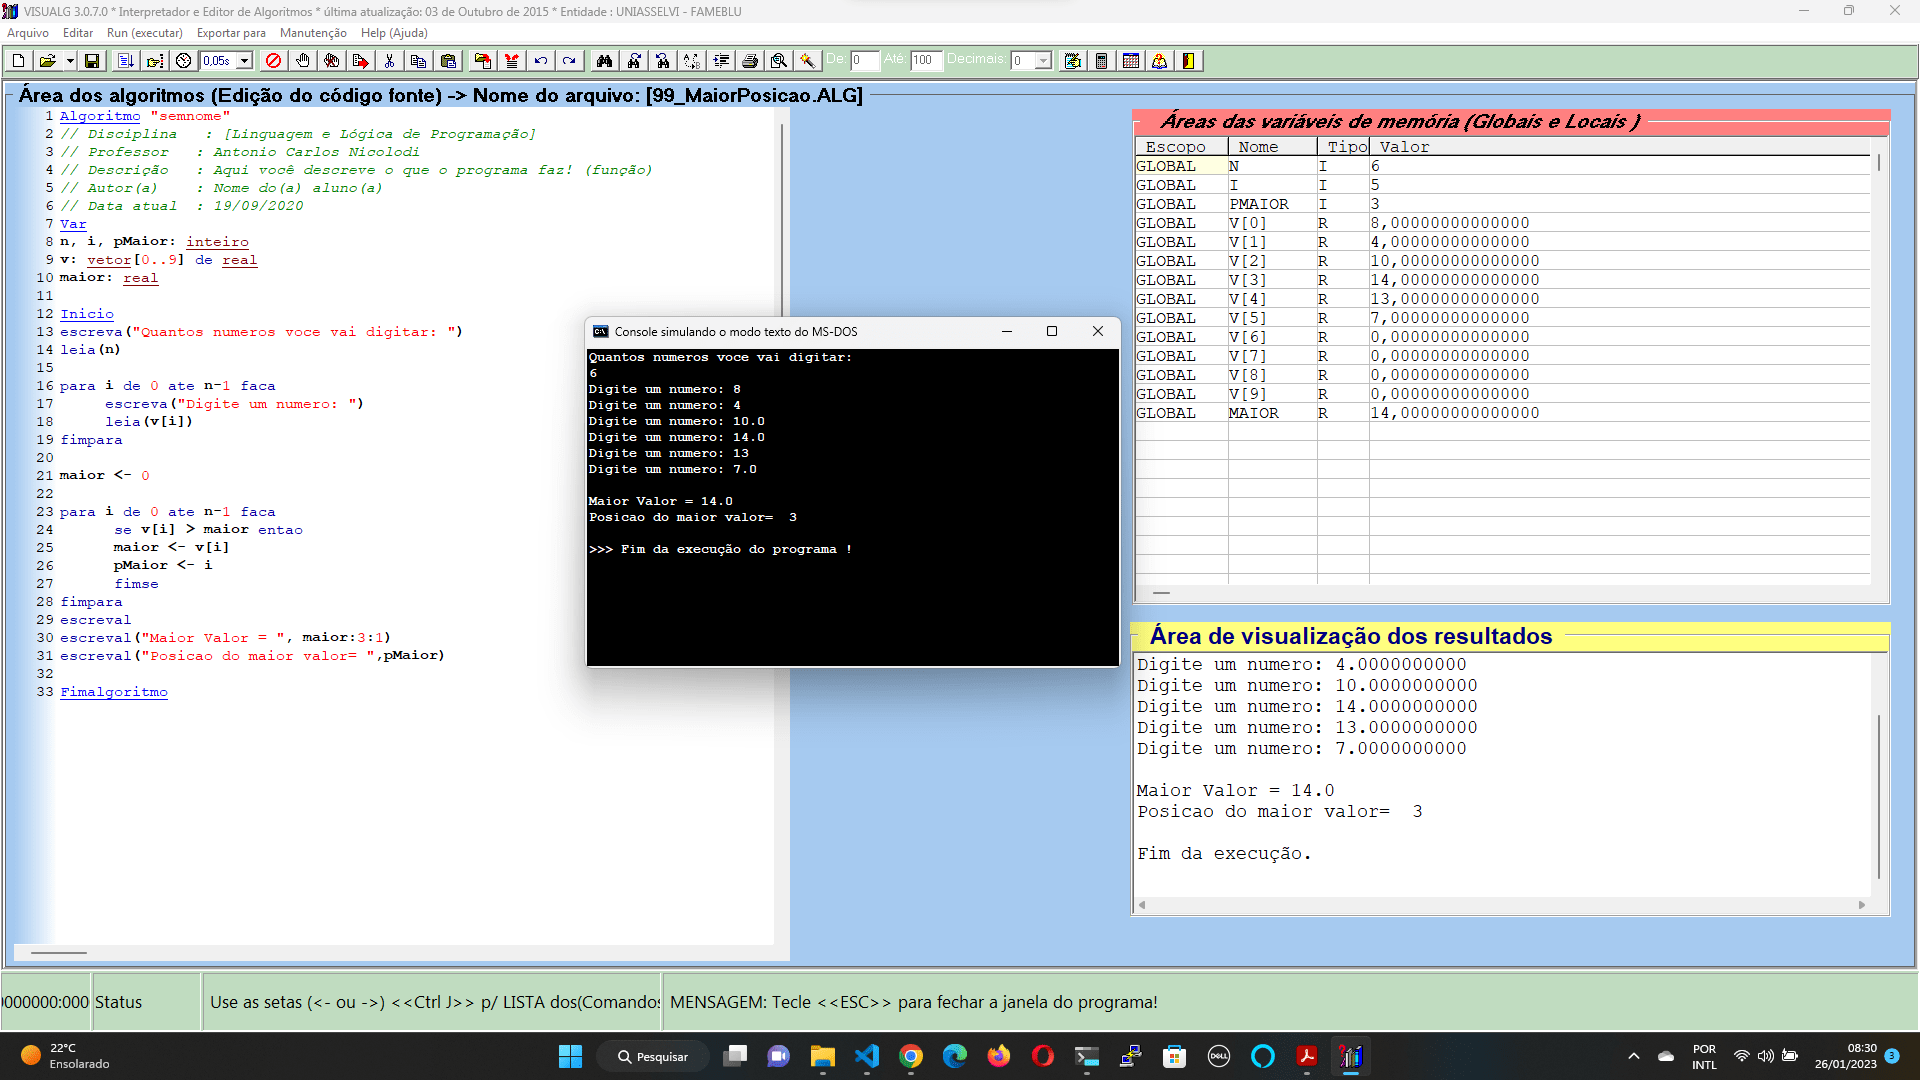 VISUALG 3.0.7.0 * Interpretador e Editor de Algoritmos * última atualização: 03 de Outubro de 2015 * Entidade : UNIASSELVI - FAMEBLU
Arquivo Editar Run (executar) Exportar para Manutenção Help (Ajuda)
0,05s De: 0 Até: 100 Decimais: 0
Área dos algoritmos (Edição do código fonte) -> Nome do arquivo: [99_MaiorPosicao.ALG]
1 Algoritmo "semnome"
2 // Disciplina   : [Linguagem e Lógica de Programação]
3 // Professor   : Antonio Carlos Nicolodi
4 // Descrição   : Aqui você descreve o que o programa faz! (função)
5 // Autor(a)    : Nome do(a) aluno(a)
6 // Data atual  : 19/09/2020
7 Var
8 n, i, pMaior: inteiro
9 v: vetor[0..9] de real
10 maior: real
11
12 Inicio
13 escreva("Quantos numeros voce vai digitar: ")
14 leia(n)
15
16 para i de 0 ate n-1 faca
17      escreva("Digite um numero: ")
18      leia(v[i])
19 fimpara
20
21 maior <- 0
22
23 para i de 0 ate n-1 faca
24      se v[i] > maior entao
25      maior <- v[i]
26      pMaior <- i
27      fimse
28 fimpara
29 escreval
30 escreval("Maior Valor = ", maior:3:1)
31 escreval("Posicao do maior valor= ",pMaior)
32
33 Fimalgoritmo
Console simulando o modo texto do MS-DOS
Quantos numeros voce vai digitar:
6
Digite um numero: 8
Digite um numero: 4
Digite um numero: 10.0
Digite um numero: 14.0
Digite um numero: 13
Digite um numero: 7.0
Maior Valor = 14.0
Posicao do maior valor=  3
>>> Fim da execução do programa !
Áreas das variáveis de memória (Globais e Locais )
Escopo Nome Tipo Valor
GLOBAL N I 6
GLOBAL I I 5
GLOBAL PMAIOR I 3
GLOBAL V[0] R 8,00000000000000
GLOBAL V[1] R 4,00000000000000
GLOBAL V[2] R 10,00000000000000
GLOBAL V[3] R 14,00000000000000
GLOBAL V[4] R 13,00000000000000
GLOBAL V[5] R 7,00000000000000
GLOBAL V[6] R 0,00000000000000
GLOBAL V[7] R 0,00000000000000
GLOBAL V[8] R 0,00000000000000
GLOBAL V[9] R 0,00000000000000
GLOBAL MAIOR R 14,00000000000000
Área de visualização dos resultados
Digite um numero: 4.0000000000
Digite um numero: 10.0000000000
Digite um numero: 14.0000000000
Digite um numero: 13.0000000000
Digite um numero: 7.0000000000
Maior Valor = 14.0
Posicao do maior valor=  3
Fim da execução.
0000000:000 Status Use as setas (<- ou ->) <<Ctrl J>> p/ LISTA dos(Comandos MENSAGEM: Tecle <<ESC>> para fechar a janela do programa!
22°C
Ensolarado
Pesquisar
DELL
POR
INTL
08:30
26/01/2023
3